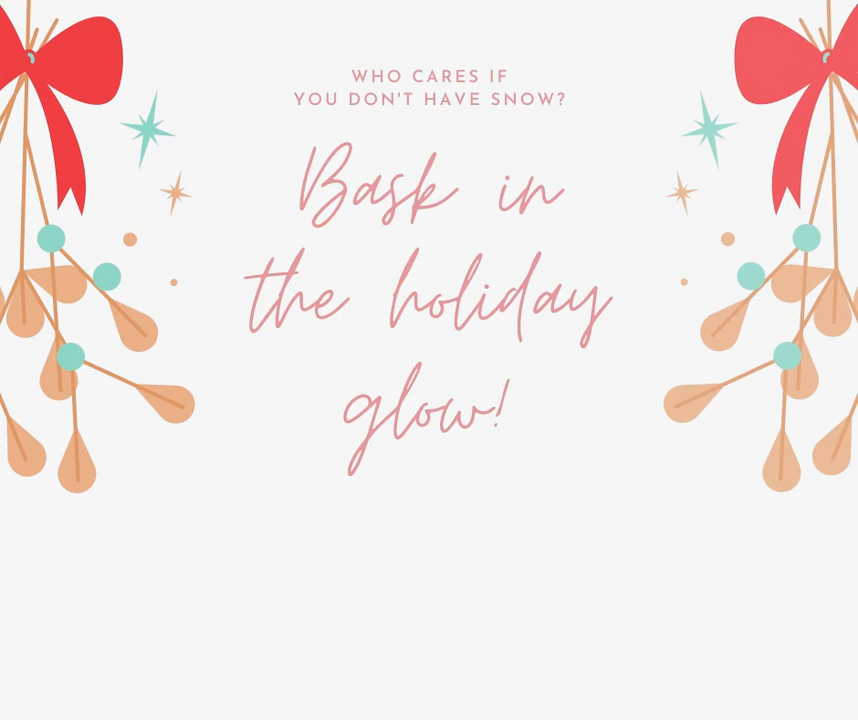 WHO CARES IF
YOU DON'T HAVE SNOW?
Bask in
the holiday
glow!